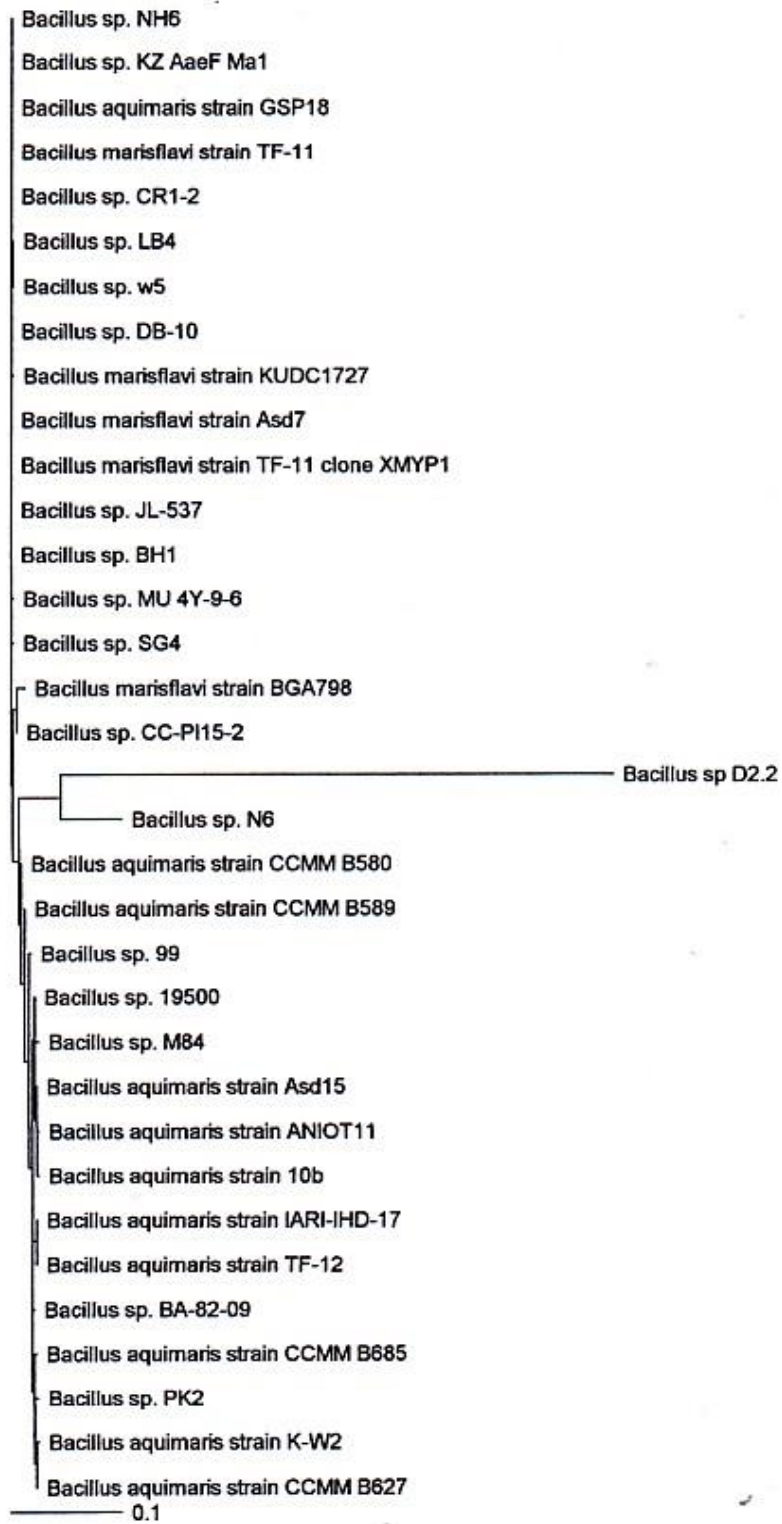 Bacillus sp. NH6
Bacillus sp. KZ AaeF Ma1
Bacillus aquimaris strain GSP18
Bacillus marisflavi strain TF-11
Bacillus sp. CR1-2
Bacillus sp. LB4
Bacillus sp. w5
Bacillus sp. DB-10
Bacillus marisflavi strain KUDC1727
Bacillus marisflavi strain Asd7
Bacillus marisflavi strain TF-11 clone XMYP1
Bacillus sp. JL-537
Bacillus sp. BH1
Bacillus sp. MU 4Y-9-6
Bacillus sp. SG4
Bacillus marisflavi strain BGA798
Bacillus sp. CC-PI15-2
Bacillus sp D2.2
Bacillus sp. N6
Bacillus aquimaris strain CCMM B580
Bacillus aquimaris strain CCMM B589
Bacillus sp. 99
Bacillus sp. 19500
Bacillus sp. M84
Bacillus aquimaris strain Asd15
Bacillus aquimaris strain ANIOT11
Bacillus aquimaris strain 10b
Bacillus aquimaris strain IARI-IHD-17
Bacillus aquimaris strain TF-12
Bacillus sp. BA-82-09
Bacillus aquimaris strain CCMM B685
Bacillus sp. PK2
Bacillus aquimaris strain K-W2
Bacillus aquimaris strain CCMM B627
0.1